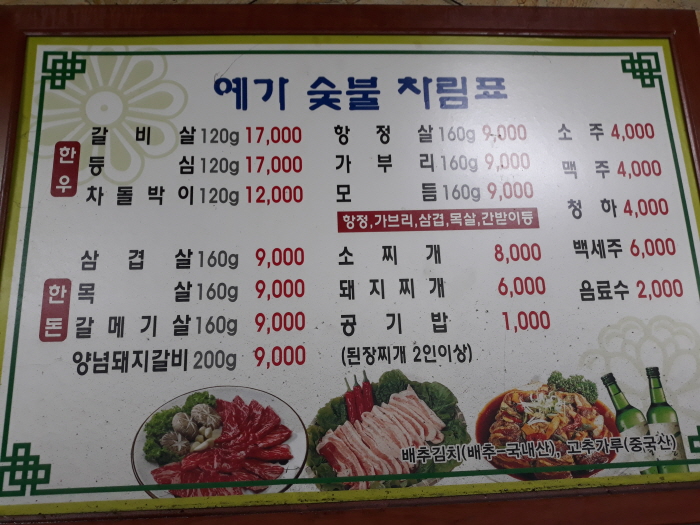 예가 숯불 차림표
한우
갈비살 120g 17,000
등심 120g 17,000
차돌박이 120g 12,000
한돈
삼겹살 160g 9,000
목살 160g 9,000
갈메기살 160g 9,000
양념돼지갈비 200g 9,000
항정살 160g 9,000
가부리 160g 9,000
모듬 160g 9,000
항정,가브리,삼겹,목살,간받이등
소찌개 8,000
돼지찌개 6,000
공기밥 1,000
(된장찌개 2인이상)
소주 4,000
맥주 4,000
청하 4,000
백세주 6,000
음료수 2,000
배추김치(배추-국내산), 고추가루(중국산)